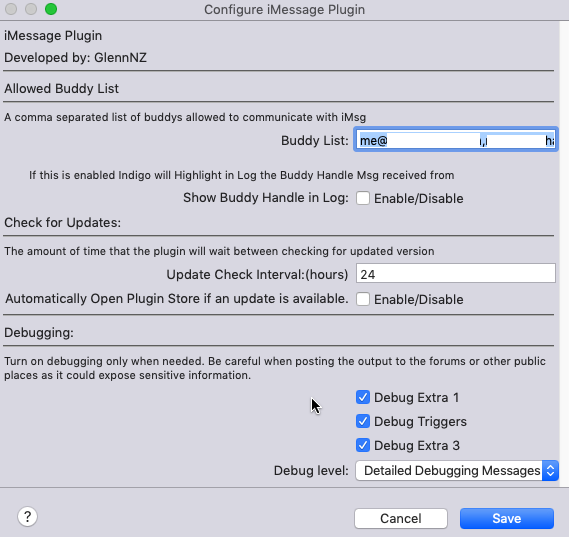 Configure iMessage Plugin
iMessage Plugin
Developed by: GlennNZ
Allowed Buddy List
A comma separated list of buddys allowed to communicate with iMsg
Buddy List: me@
If this is enabled Indigo will Highlight in Log the Buddy Handle Msg received from
Show Buddy Handle in Log: Enable/Disable
Check for Updates:
The amount of time that the plugin will wait between checking for updated version
Update Check Interval:(hours) 24
Automatically Open Plugin Store if an update is available. Enable/Disable
Debugging:
Turn on debugging only when needed. Be careful when posting the output to the forums or other public
places as it could expose sensitive information.
Debug Extra 1
Debug Triggers
Debug Extra 3
Debug level: Detailed Debugging Messages
? Cancel Save